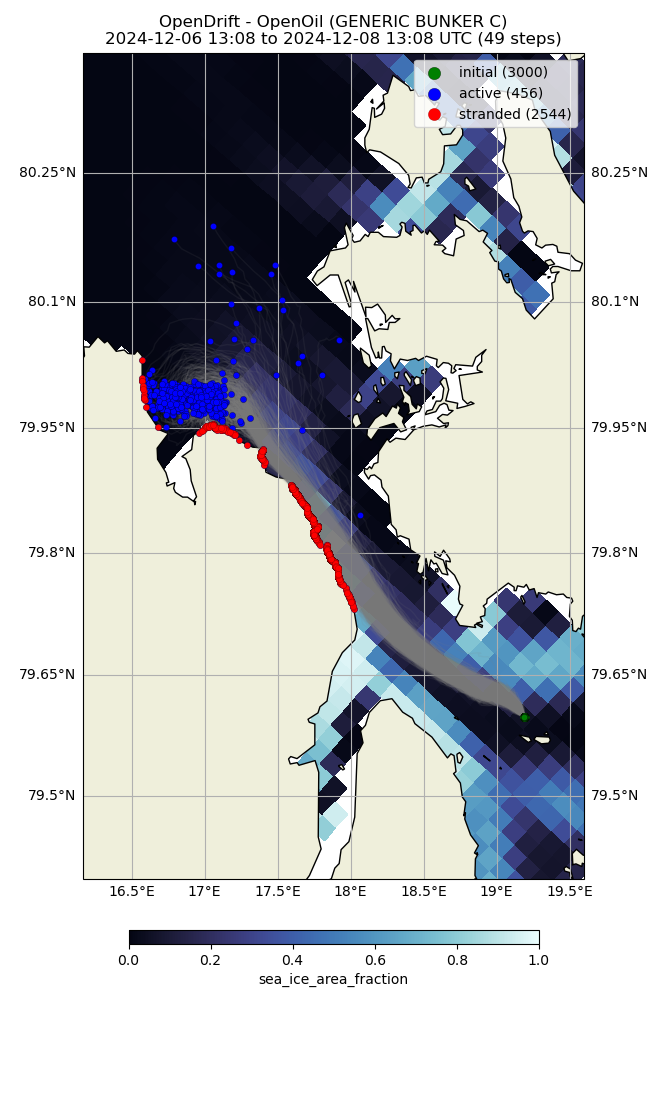 OpenDrift - OpenOil (GENERIC BUNKER C)
2024-12-06 13:08 to 2024-12-08 13:08 UTC (49 steps)
initial (3000)
active (456)
stranded (2544)
80.25°N 80.25°N
80.1°N 80.1°N
79.95°N 79.95°N
79.8°N 79.8°N
79.65°N 79.65°N
79.5°N 79.5°N
16.5°E 17°E 17.5°E 18°E 18.5°E 19°E 19.5°E
0.0 0.2 0.4 0.6 0.8 1.0
sea_ice_area_fraction